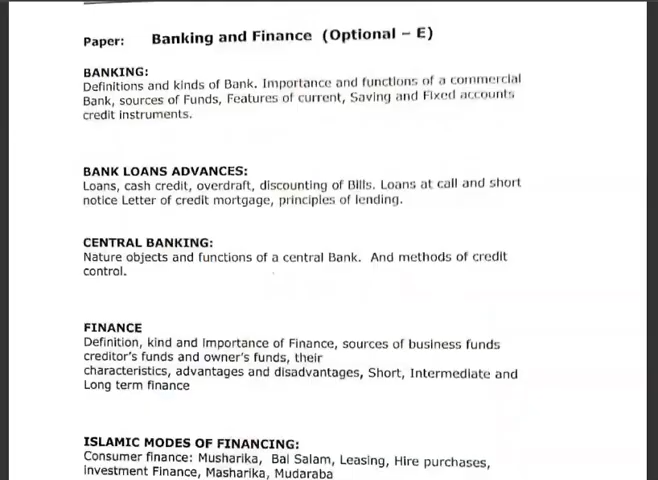 Paper: Banking and Finance (Optional – E)
BANKING:
Definitions and kinds of Bank. Importance and functions of a commercial
Bank, sources of Funds, Features of current, Saving and Fixed accounts
credit instruments.
BANK LOANS ADVANCES:
Loans, cash credit, overdraft, discounting of Bills. Loans at call and short
notice Letter of credit mortgage, principles of lending.
CENTRAL BANKING:
Nature objects and functions of a central Bank. And methods of credit
control.
FINANCE
Definition, kind and Importance of Finance, sources of business funds
creditor's funds and owner's funds, their
characteristics, advantages and disadvantages, Short, Intermediate and
Long term finance
ISLAMIC MODES OF FINANCING:
Consumer finance: Musharika, Bai Salam, Leasing, Hire purchases,
Investment Finance, Masharika, Mudaraba